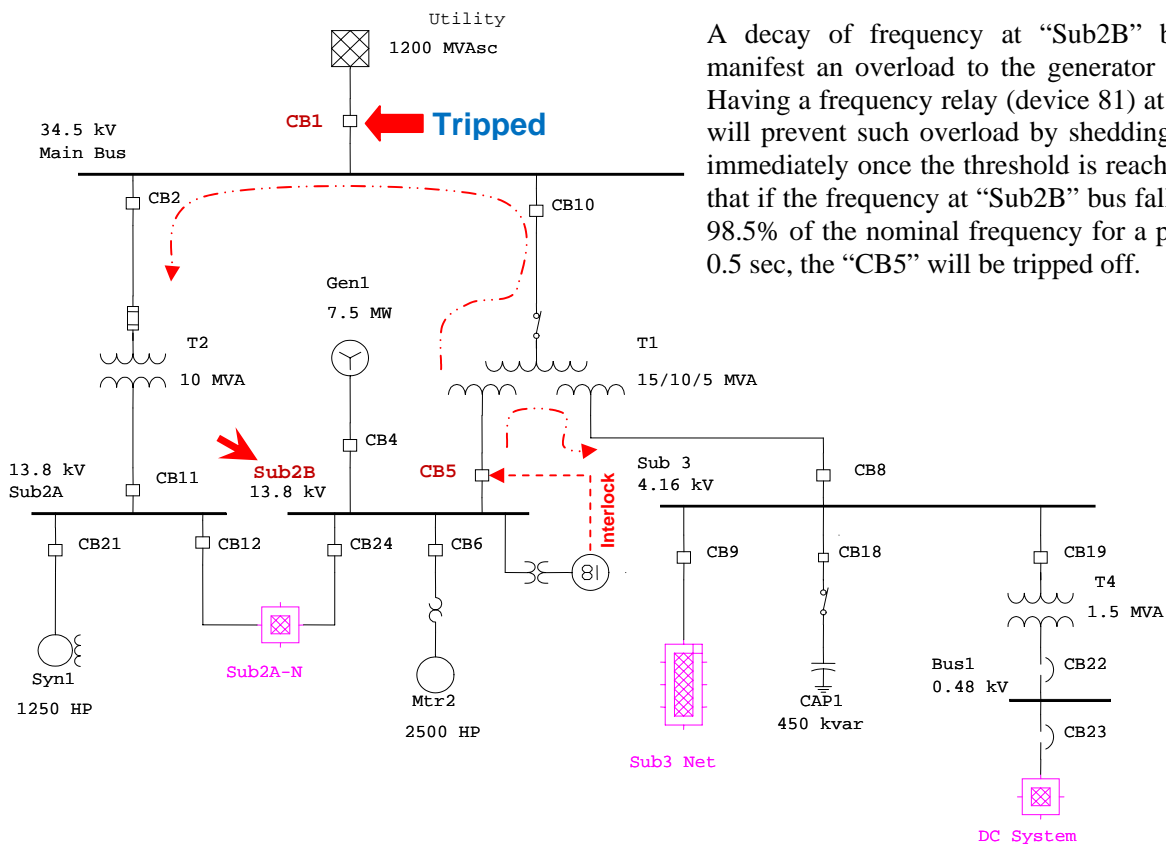 Utility
1200 MVAsc
A decay of frequency at “Sub2B” b
manifest an overload to the generator
Having a frequency relay (device 81) at
will prevent such overload by shedding
immediately once the threshold is reach
that if the frequency at “Sub2B” bus fall
98.5% of the nominal frequency for a p
0.5 sec, the “CB5” will be tripped off.
CB1
Tripped
34.5 kV
Main Bus
CB2
CB10
Gen1
7.5 MW
T2
10 MVA
T1
15/10/5 MVA
CB4
13.8 kV
Sub2A
CB11
Sub2B
13.8 kV
CB5
Sub 3
4.16 kV
CB8
Interlock
CB21
CB12
CB24
CB6
81
CB9
CB18
CB19
T4
1.5 MVA
Syn1
1250 HP
Sub2A-N
Mtr2
2500 HP
CAP1
450 kvar
Bus1
0.48 kV
CB22
CB23
Sub3 Net
DC System